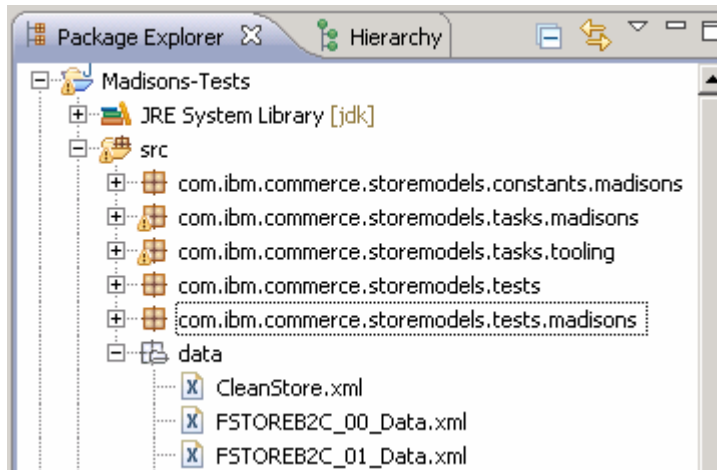 Package Explorer Hierarchy
Madisons-Tests
JRE System Library [jdk]
src
com.ibm.commerce.storemodels.constants.madisons
com.ibm.commerce.storemodels.tasks.madisons
com.ibm.commerce.storemodels.tasks.tooling
com.ibm.commerce.storemodels.tests
com.ibm.commerce.storemodels.tests.madisons
data
CleanStore.xml
FSTOREB2C_00_Data.xml
FSTOREB2C_01_Data.xml